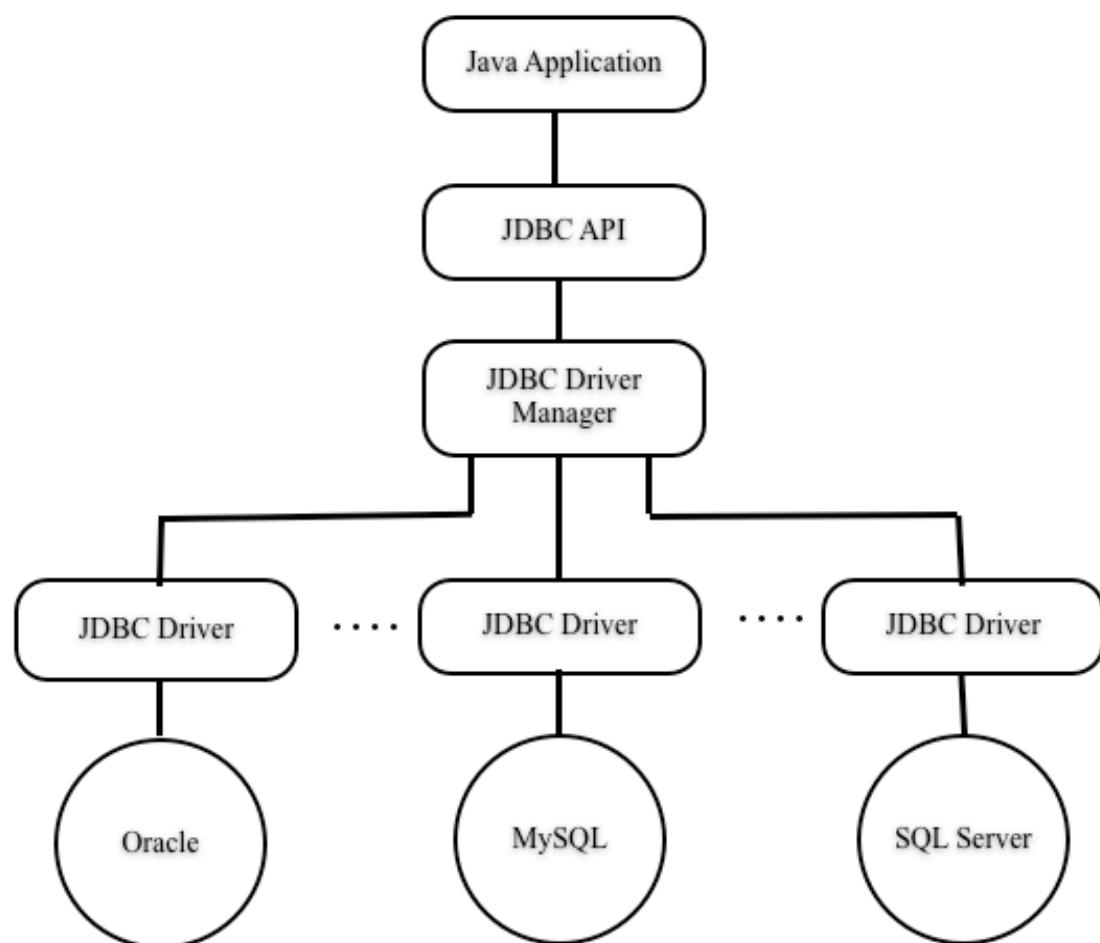 Java Application
JDBC API
JDBC Driver
Manager
JDBC Driver
JDBC Driver
JDBC Driver
Oracle
MySQL
SQL Server